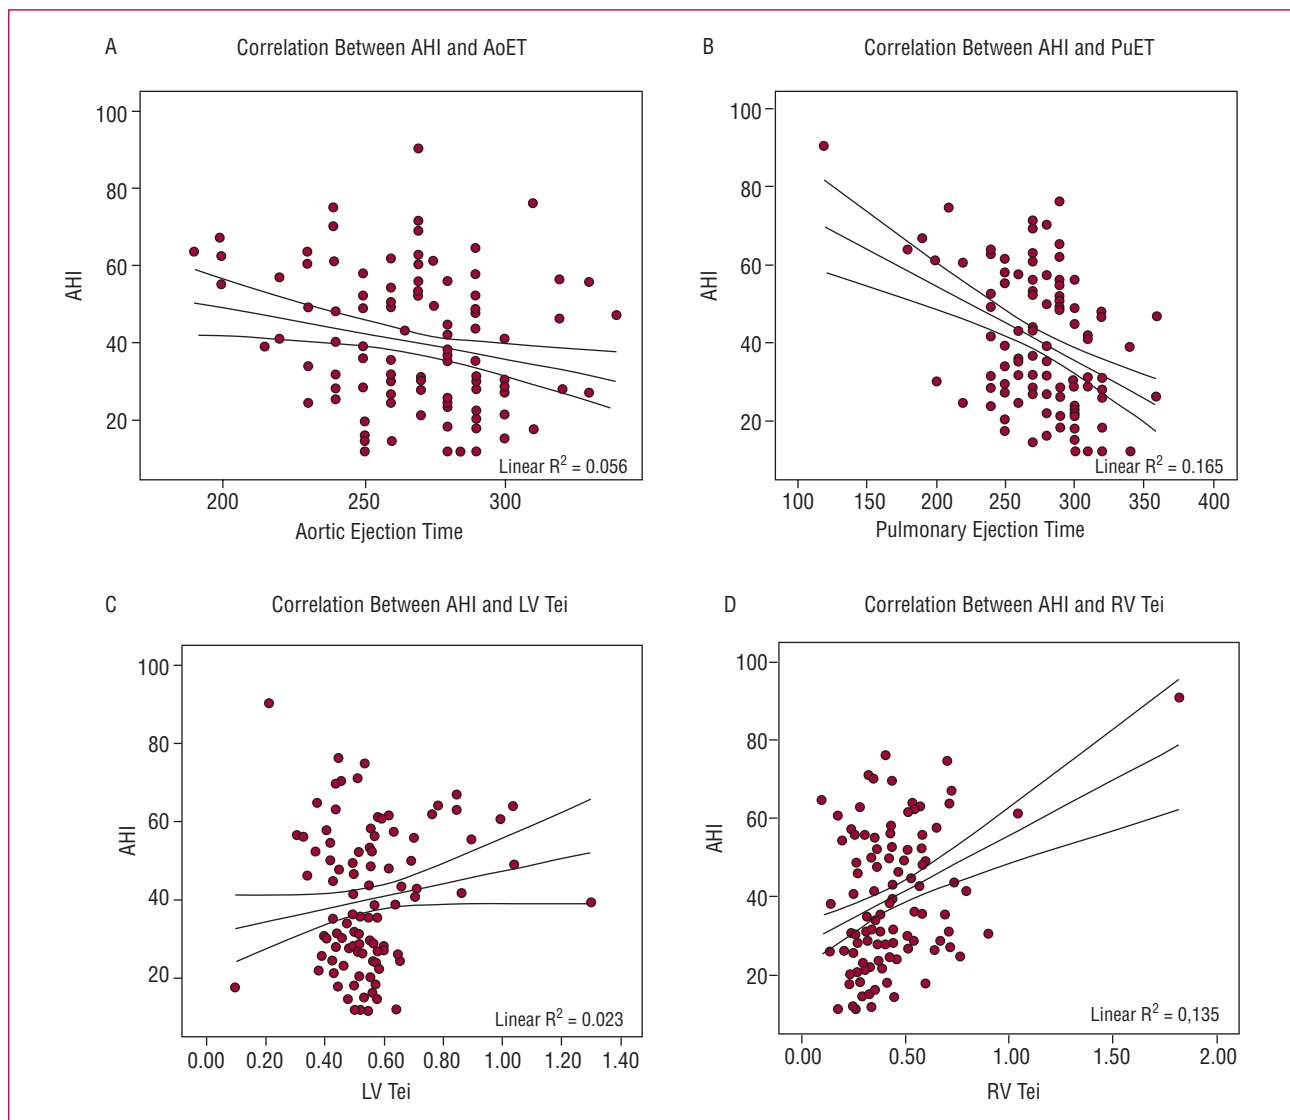 A Correlation Between AHI and AoET
100
80
60
40
20
AHI
Linear R² = 0.056
200 250 300
Aortic Ejection Time
B Correlation Between AHI and PuET
100
80
60
40
20
AHI
Linear R² = 0.165
100 150 200 250 300 350 400
Pulmonary Ejection Time
C Correlation Between AHI and LV Tei
100
80
60
40
20
AHI
Linear R² = 0.023
0.00 0.20 0.40 0.60 0.80 1.00 1.20 1.40
LV Tei
D Correlation Between AHI and RV Tei
100
80
60
40
20
AHI
Linear R² = 0,135
0.00 0.50 1.00 1.50 2.00
RV Tei